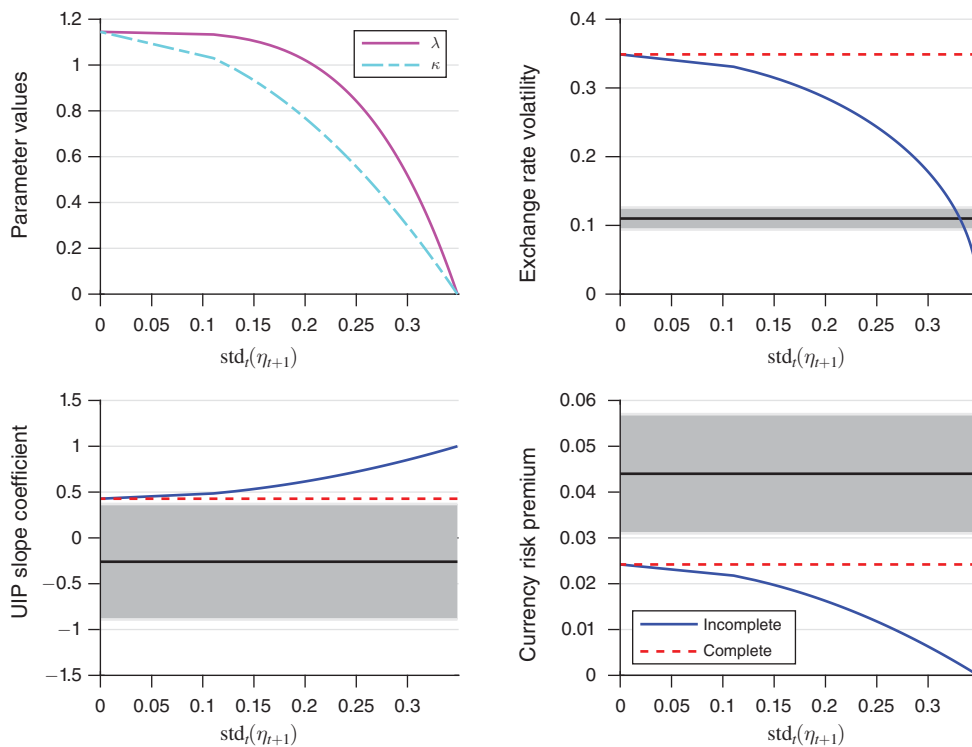 Parameter values
1.2
1
0.8
0.6
0.4
0.2
0
0 0.05 0.1 0.15 0.2 0.25 0.3
std_t(η_{t+1})
λ
κ
Exchange rate volatility
0.4
0.3
0.2
0.1
0
0 0.05 0.1 0.15 0.2 0.25 0.3
std_t(η_{t+1})
UIP slope coefficient
1.5
1
0.5
0
−0.5
−1
−1.5
0 0.05 0.1 0.15 0.2 0.25 0.3
std_t(η_{t+1})
Currency risk premium
0.06
0.05
0.04
0.03
0.02
0.01
0
0 0.05 0.1 0.15 0.2 0.25 0.3
std_t(η_{t+1})
Incomplete
Complete